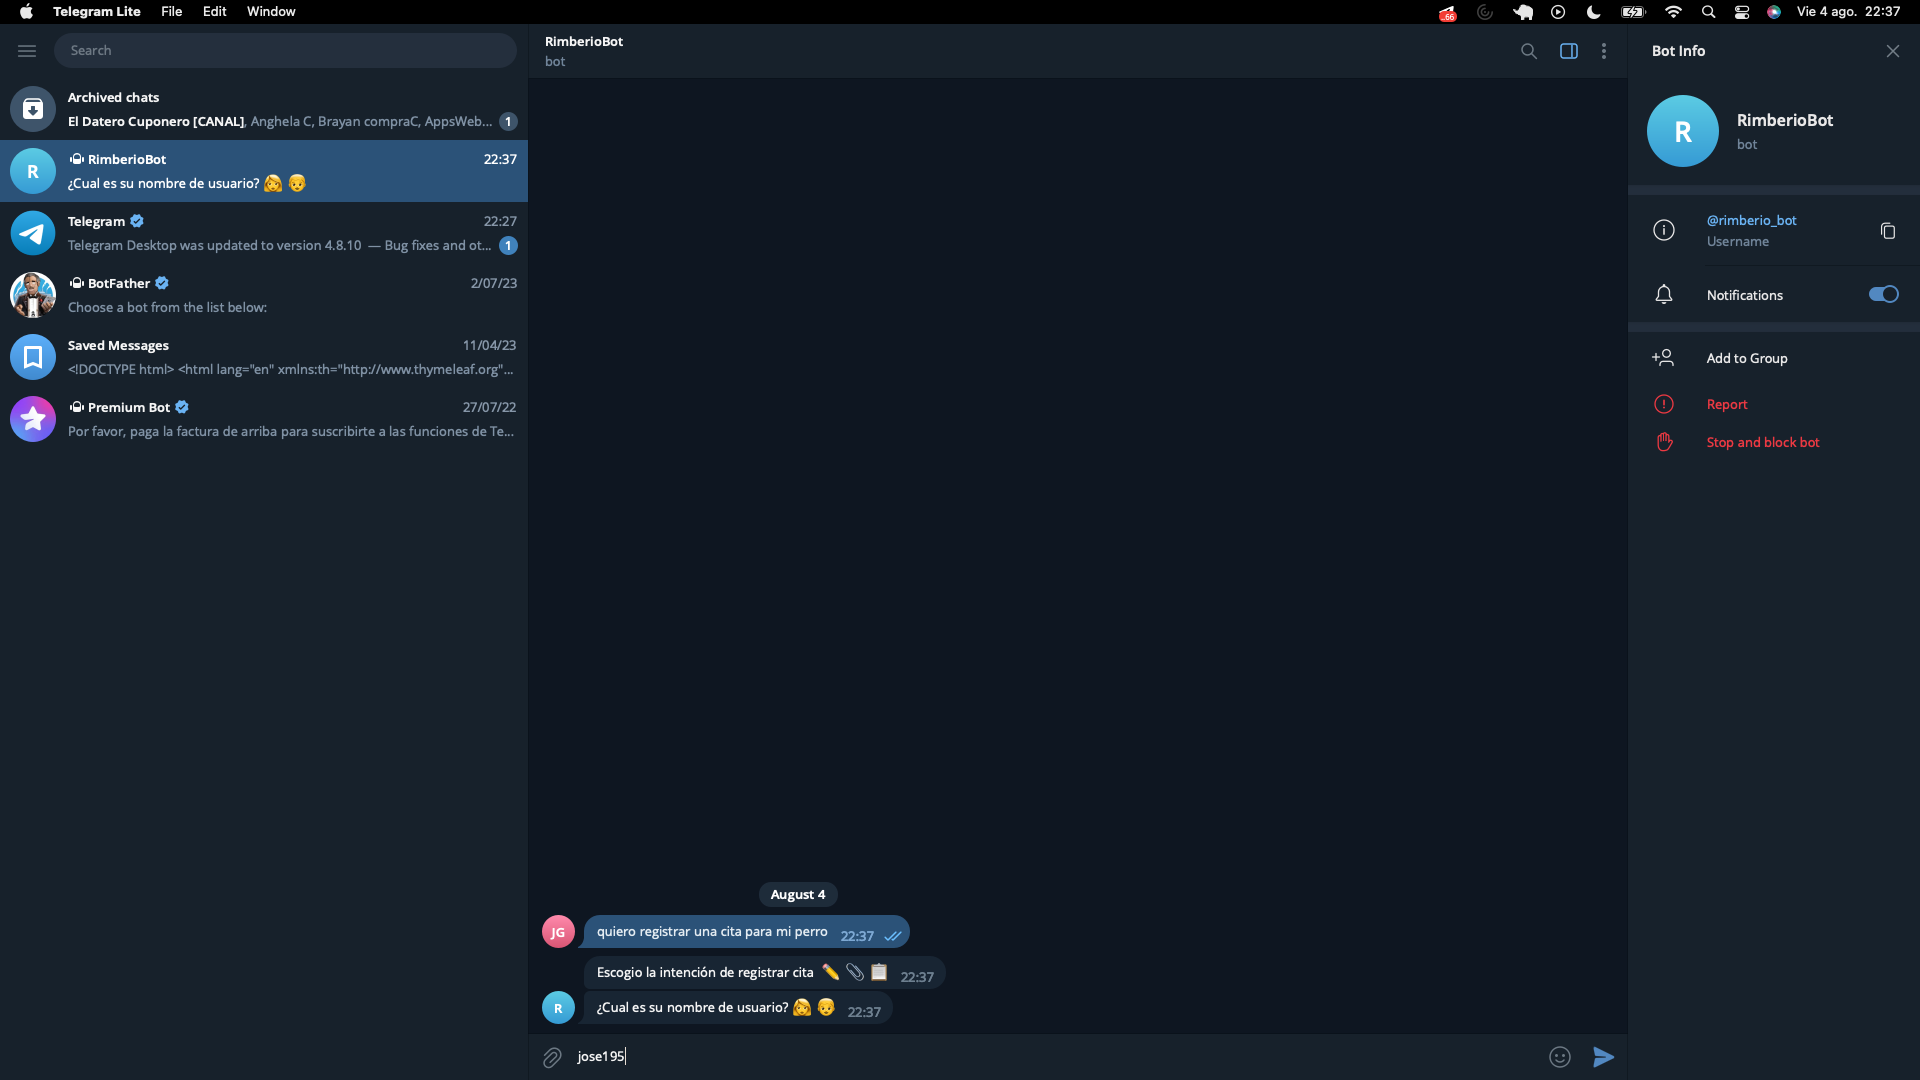 Telegram Lite File Edit Window
66
Vie 4 ago. 22:37
Search
Archived chats
El Datero Cuponero [CANAL], Anghela C, Brayan compraC, AppsWeb... 1
RimberioBot 22:37
¿Cual es su nombre de usuario?
R
Telegram 22:27
Telegram Desktop was updated to version 4.8.10 — Bug fixes and ot... 1
BotFather 2/07/23
Choose a bot from the list below:
Saved Messages 11/04/23
<!DOCTYPE html> <html lang="en" xmlns:th="http://www.thymeleaf.org"...
Premium Bot 27/07/22
Por favor, paga la factura de arriba para suscribirte a las funciones de Te...
RimberioBot
bot
August 4
JG
quiero registrar una cita para mi perro 22:37
Escogio la intención de registrar cita 22:37
R
¿Cual es su nombre de usuario? 22:37
jose195
Bot Info
R
RimberioBot
bot
@rimberio_bot
Username
Notifications
Add to Group
Report
Stop and block bot